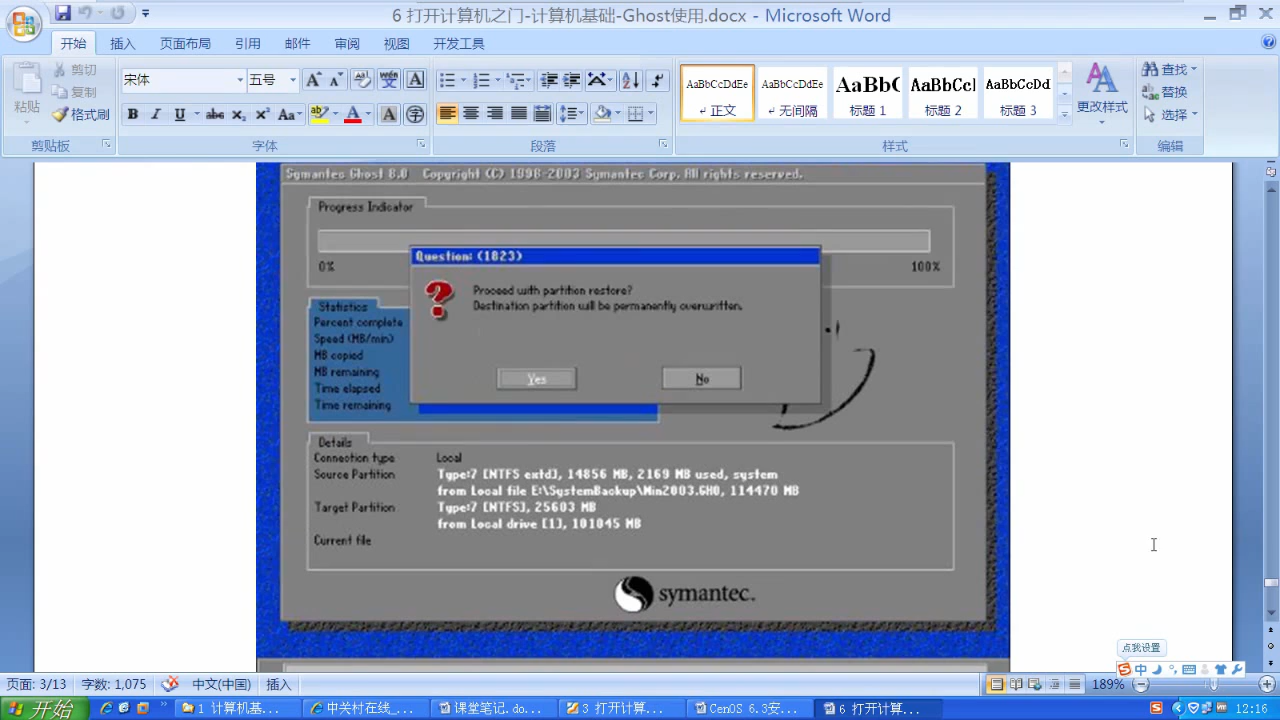 6 打开计算机之门-计算机基础-Ghost使用.docx - Microsoft Word
开始 插入 页面布局 引用 邮件 审阅 视图 开发工具
粘贴 剪切
复制
格式刷
宋体 五号
AaBbCcDdEe AaBbCcDdEe AaBbC AaBbCcI AaBbCcDd
正文 无间隔 标题 1 标题 2 标题 3
更改样式
查找
替换
选择
剪贴板 字体 段落 样式 编辑
Symantec Ghost 8.0 Copyright (C) 1998-2003 Symantec Corp. All rights reserved.
Progress Indicator
0% 100%
Question: (1823)
Proceed with partition restore?
Destination partition will be permanently overwritten.
Yes No
Statistics
Percent complete
Speed (MB/min)
MB copied
MB remaining
Time elapsed
Time remaining
Details
Connection type Local
Source Partition Type:7 [NTFS extd], 14856 MB, 2169 MB used, system
from Local file E:\SystemBackup\Min2003.GHO, 114470 MB
Target Partition Type:7 [NTFS], 25603 MB
from Local drive [1], 101045 MB
Current file
symantec.
点我设置
中
页面: 3/13 字数: 1,075 中文(中国) 插入 189%
开始 1 计算机基... 中关村在线_... 课堂笔记.do... 3 打开计算... CenOS 6.3安... 6 打开计算... 12:16